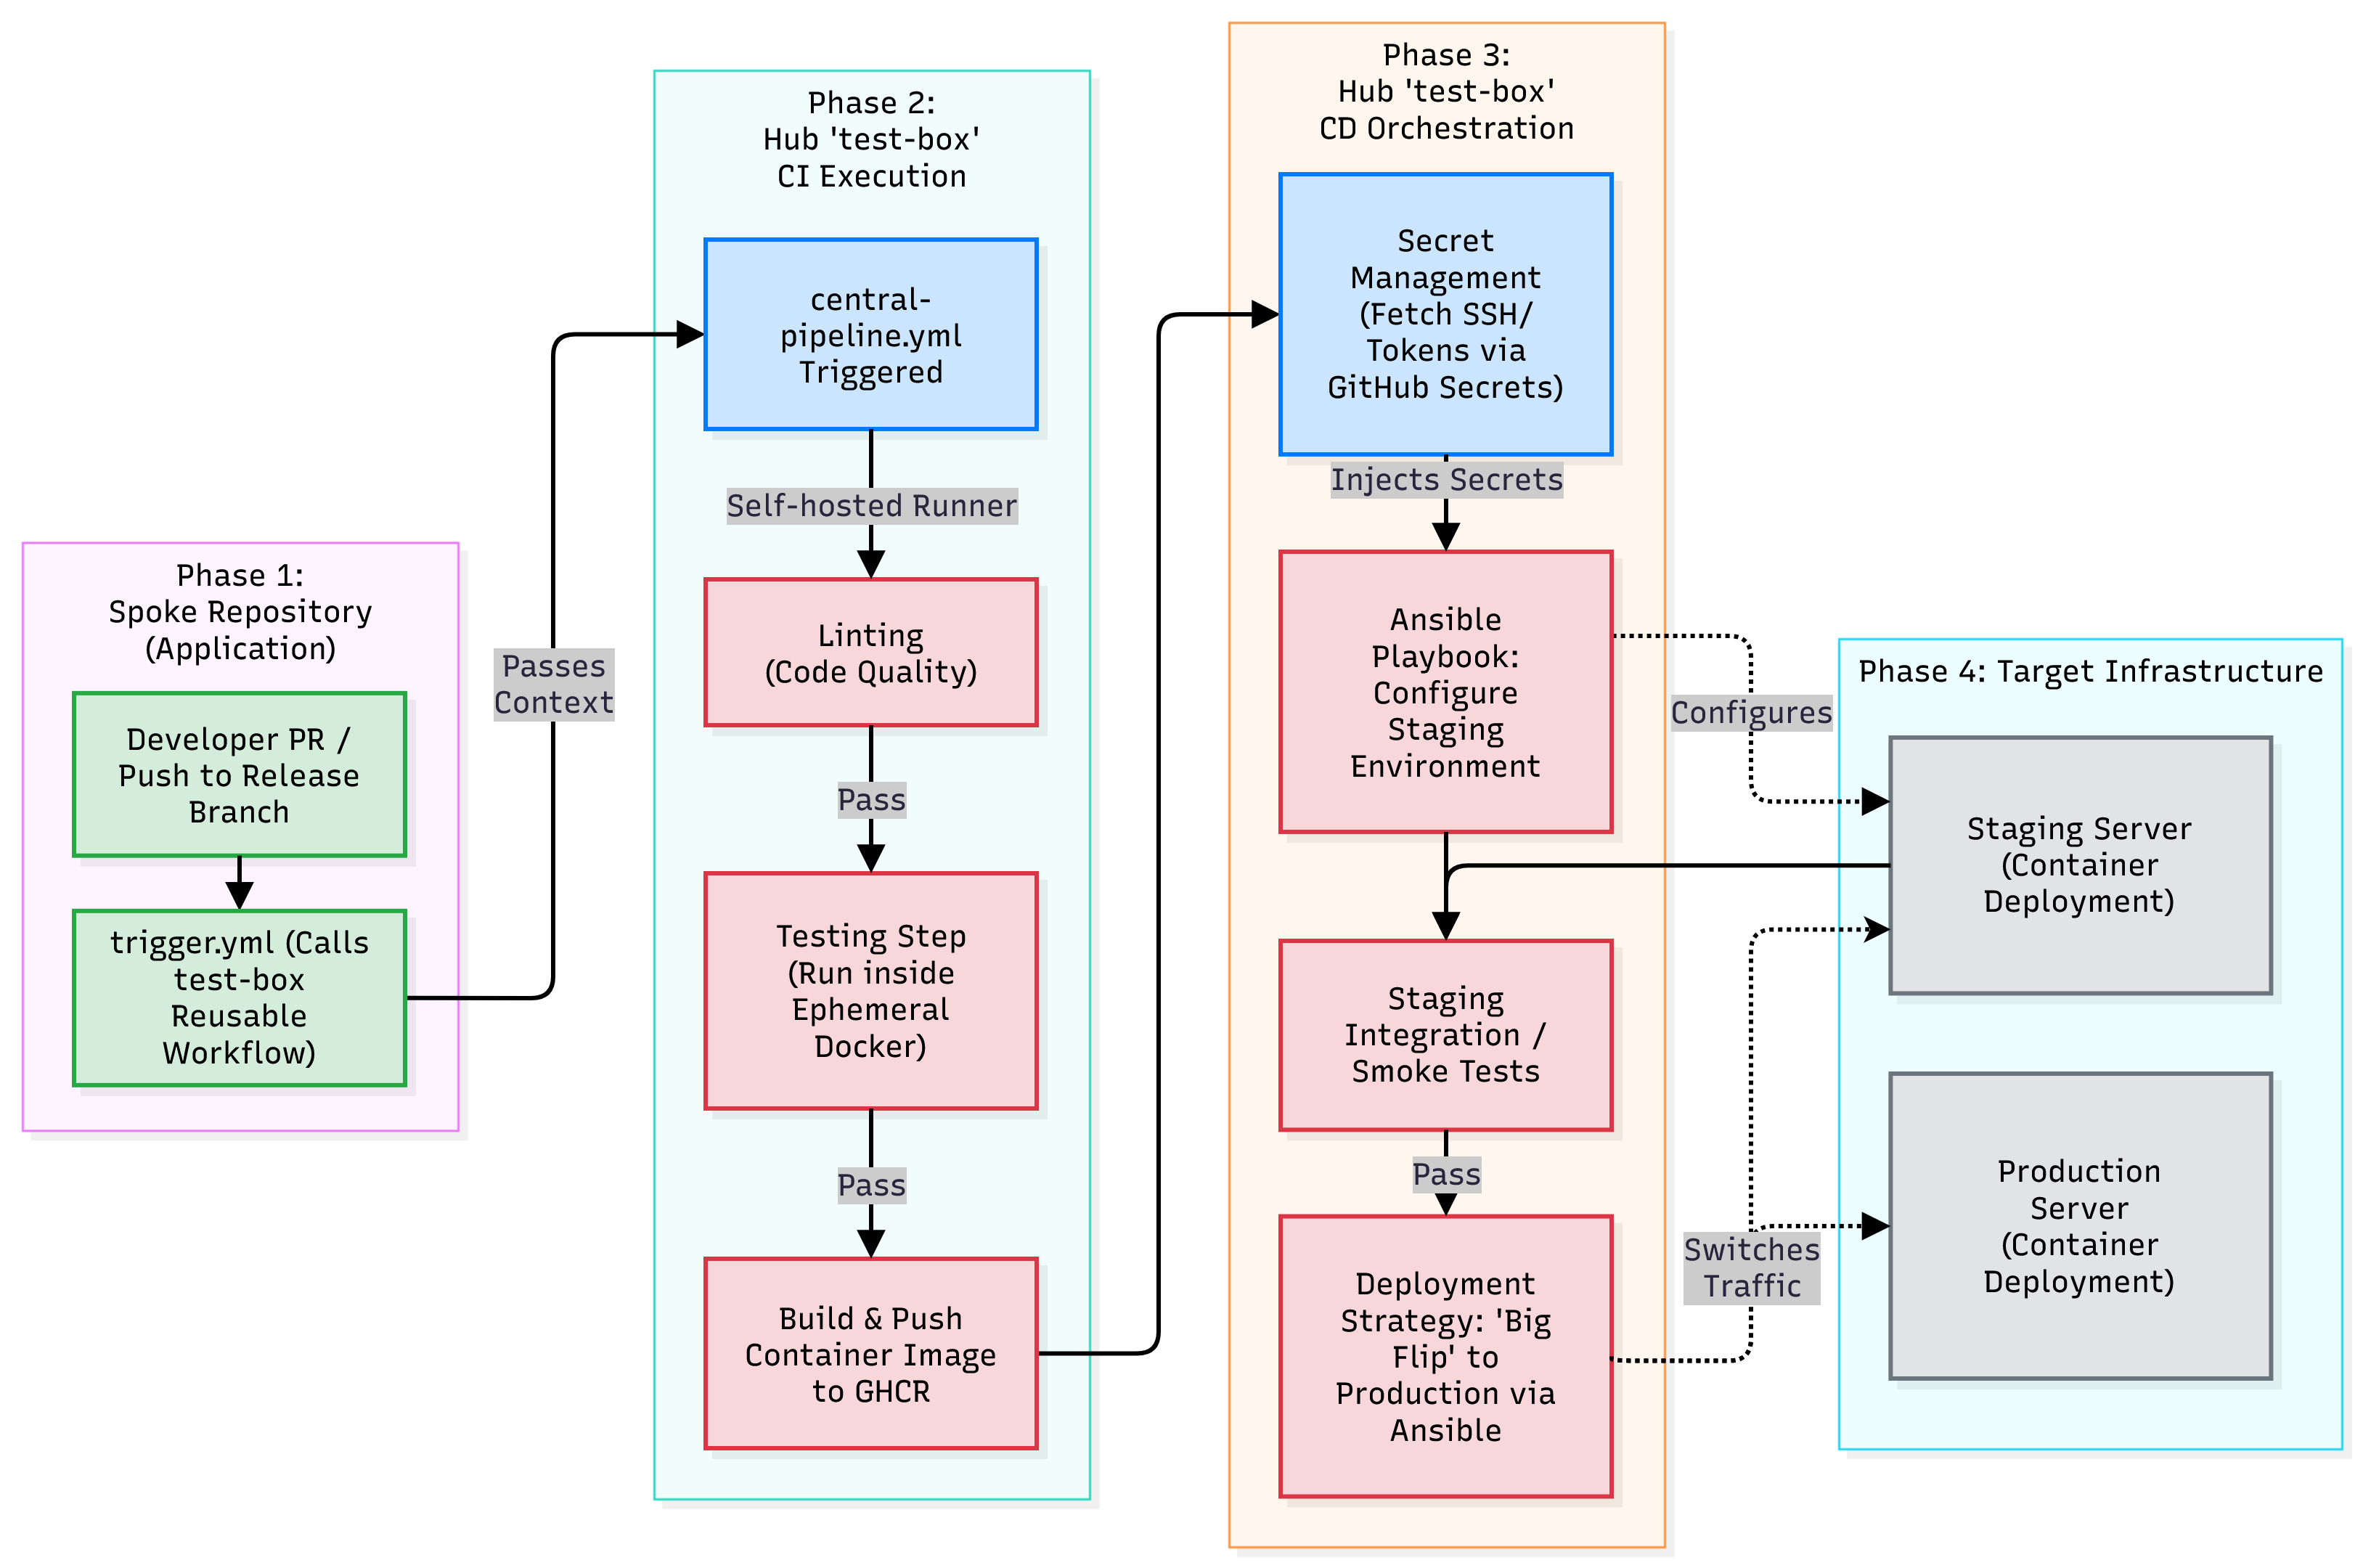 Phase 1:
Spoke Repository
(Application)
Developer PR /
Push to Release
Branch
trigger.yml (Calls
test-box
Reusable
Workflow)
Passes
Context
Phase 2:
Hub 'test-box'
CI Execution
central-
pipeline.yml
Triggered
Self-hosted Runner
Linting
(Code Quality)
Pass
Testing Step
(Run inside
Ephemeral
Docker)
Pass
Build & Push
Container Image
to GHCR
Phase 3:
Hub 'test-box'
CD Orchestration
Secret
Management
(Fetch SSH/
Tokens via
GitHub Secrets)
Injects Secrets
Ansible
Playbook:
Configure
Staging
Environment
Staging
Integration /
Smoke Tests
Pass
Deployment
Strategy: 'Big
Flip' to
Production via
Ansible
Configures
Switches
Traffic
Phase 4: Target Infrastructure
Staging Server
(Container
Deployment)
Production
Server
(Container
Deployment)